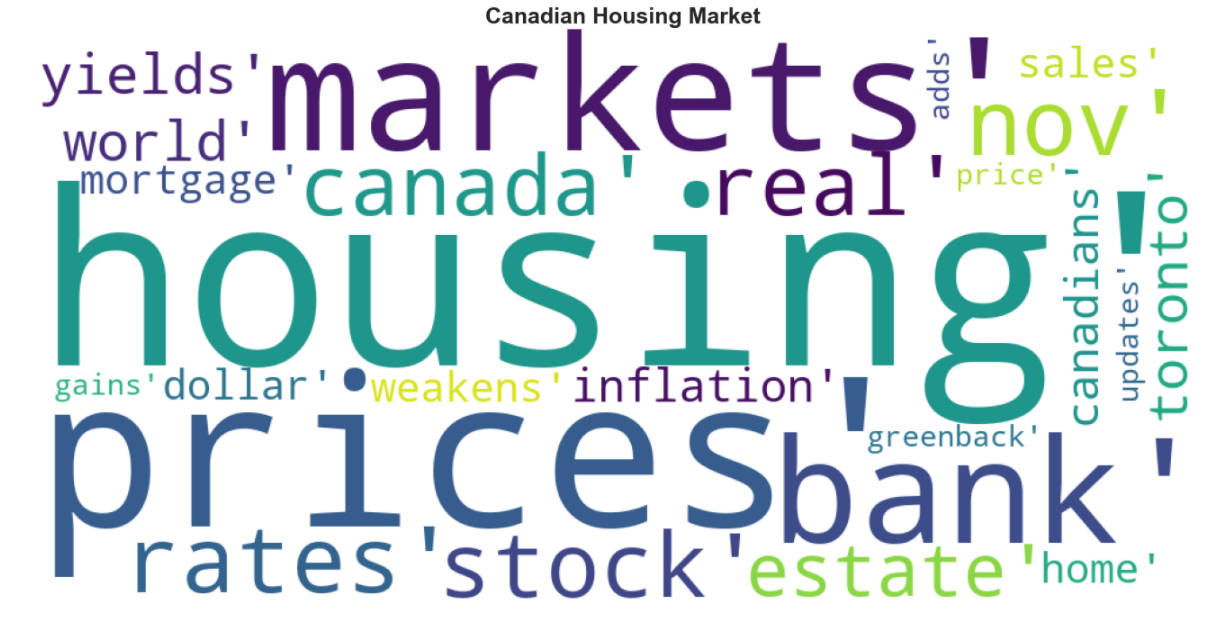 Canadian Housing Market
yields'
markets'
adds'
sales'
world'
nov'
mortgage'
canada'
real'
price'
housing'
canadians'
updates'
toronto'
gains'
dollar'
weakens'
inflation'
prices'
greenback'
bank'
rates'
stock'
estate'
home'